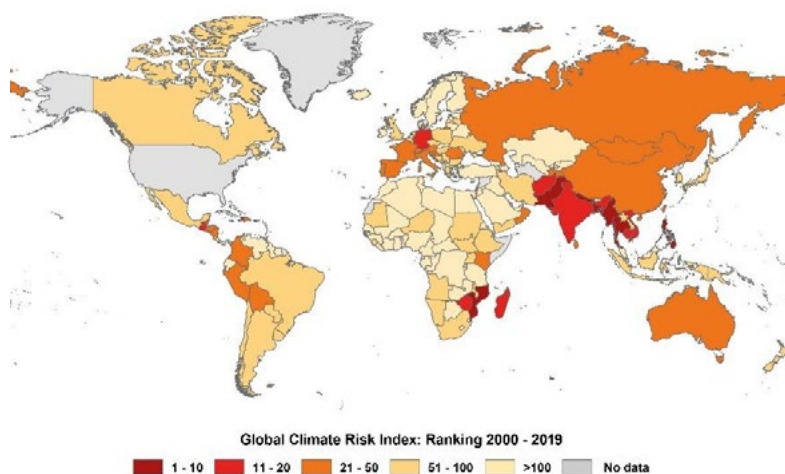 Global Climate Risk Index: Ranking 2000 - 2019
1 - 10 11 - 20 21 - 50 51 - 100 >100 No data